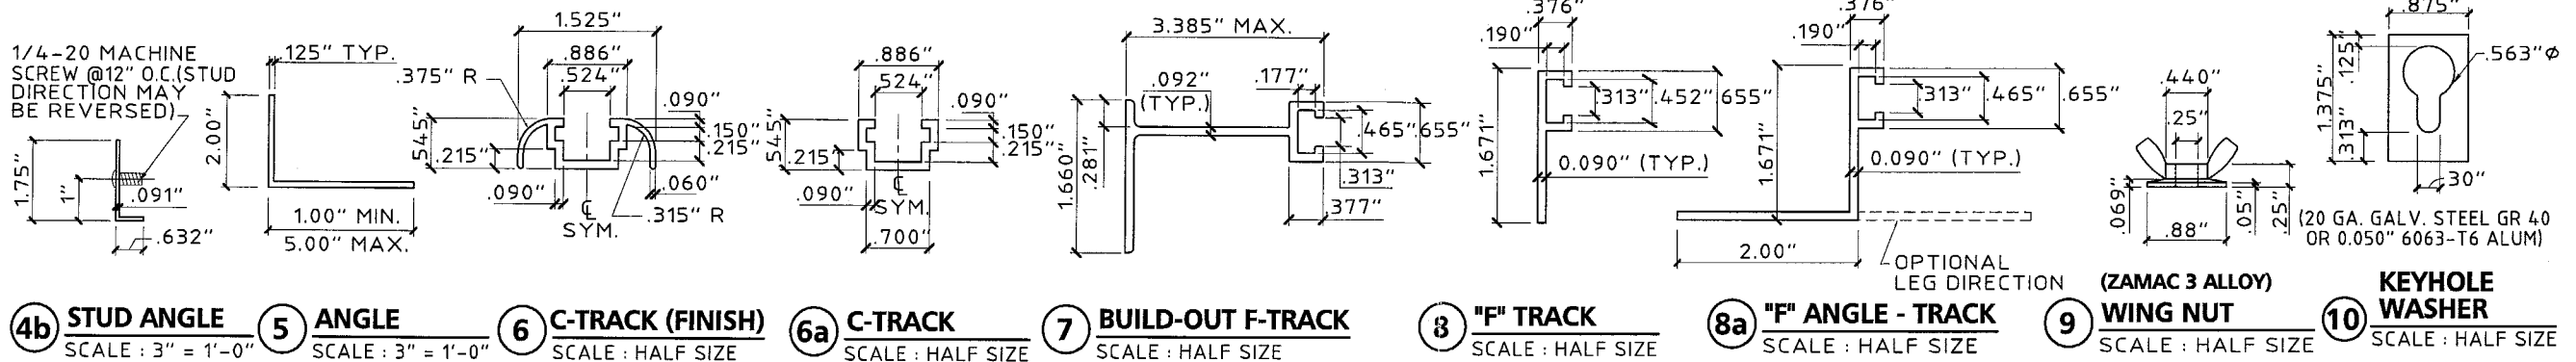 1/4-20 MACHINE
SCREW @12" O.C.(STUD
DIRECTION MAY
BE REVERSED)
1.75"
1"
.091"
.632"
4b STUD ANGLE
SCALE : 3" = 1'-0"
.125" TYP.
2.00"
1.00" MIN.
5.00" MAX.
5 ANGLE
SCALE : 3" = 1'-0"
1.525"
.886"
.524"
.375" R
.545"
.215"
.090"
.090"
.150"
.215"
.060"
.315" R
℄
SYM.
6 C-TRACK (FINISH)
SCALE : HALF SIZE
.886"
.524"
.545"
.215"
.090"
.090"
.150"
.215"
℄
SYM.
.700"
6a C-TRACK
SCALE : HALF SIZE
3.385" MAX.
.092"
(TYP.)
.177"
1.660"
.281"
.465"
.655"
.313"
.377"
7 BUILD-OUT F-TRACK
SCALE : HALF SIZE
.376"
.190"
1.671"
.313"
.452"
.655"
0.090" (TYP.)
8 "F" TRACK
SCALE : HALF SIZE
.376"
.190"
1.671"
.313"
.465"
.655"
0.090" (TYP.)
2.00"
OPTIONAL
LEG DIRECTION
8a "F" ANGLE - TRACK
SCALE : HALF SIZE
.440"
.25"
.069"
.88"
.05"
.25"
(ZAMAC 3 ALLOY)
9 WING NUT
SCALE : HALF SIZE
.875"
1.375"
.125"
.313"
.563"ø
.30"
(20 GA. GALV. STEEL GR 40
OR 0.050" 6063-T6 ALUM)
10 KEYHOLE
WASHER
SCALE : HALF SIZE